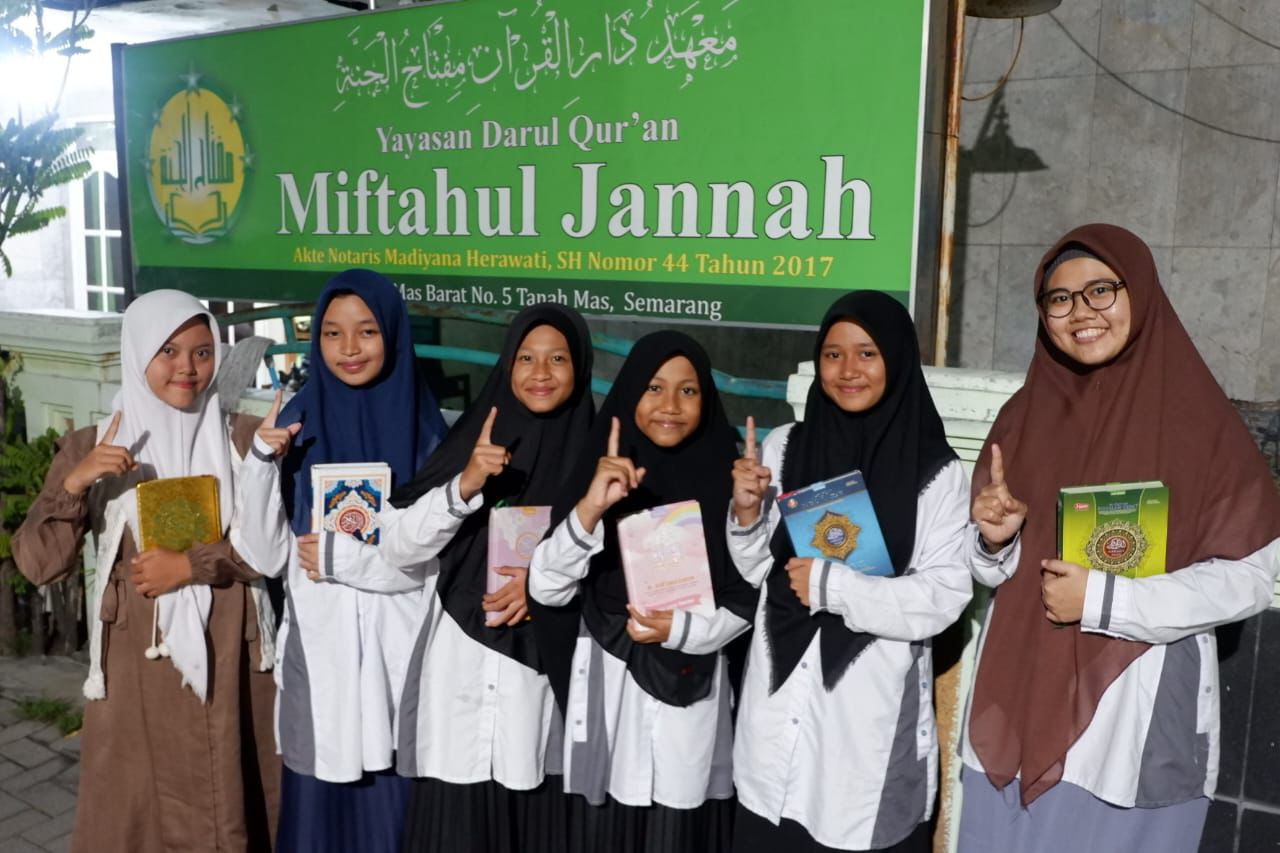 مَعْهَدُ دَارِ الْقُرْآنِ مِفْتَاحُ الْجَنَّةِ
Yayasan Darul Qur'an
Miftahul Jannah
Akte Notaris Madiyana Herawati, SH Nomor 44 Tahun 2017
Mas Barat No. 5 Tanah Mas, Semarang